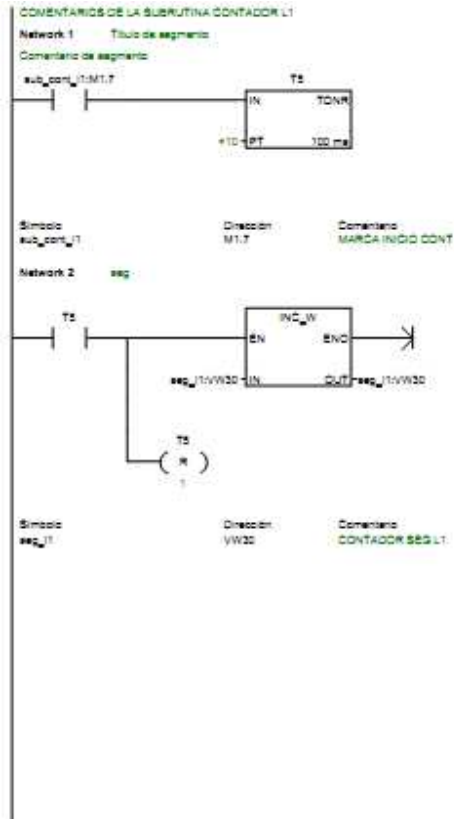 COMENTARIOS DE LA SUBRUTINA CONTADOR L1
Network 1 Título de segmento
Comentario de segmento
sub_cont_l1:M1.7
T5
IN TONR
+10 PT 100 ms
Símbolo Dirección Comentario
sub_cont_l1 M1.7 MARCA INICIO CONT
Network 2 seg
T5
INC_W
EN ENO
seg_l1:VW30 IN OUT seg_l1:VW30
T5
R
1
Símbolo Dirección Comentario
seg_l1 VW30 CONTADOR SEG L1